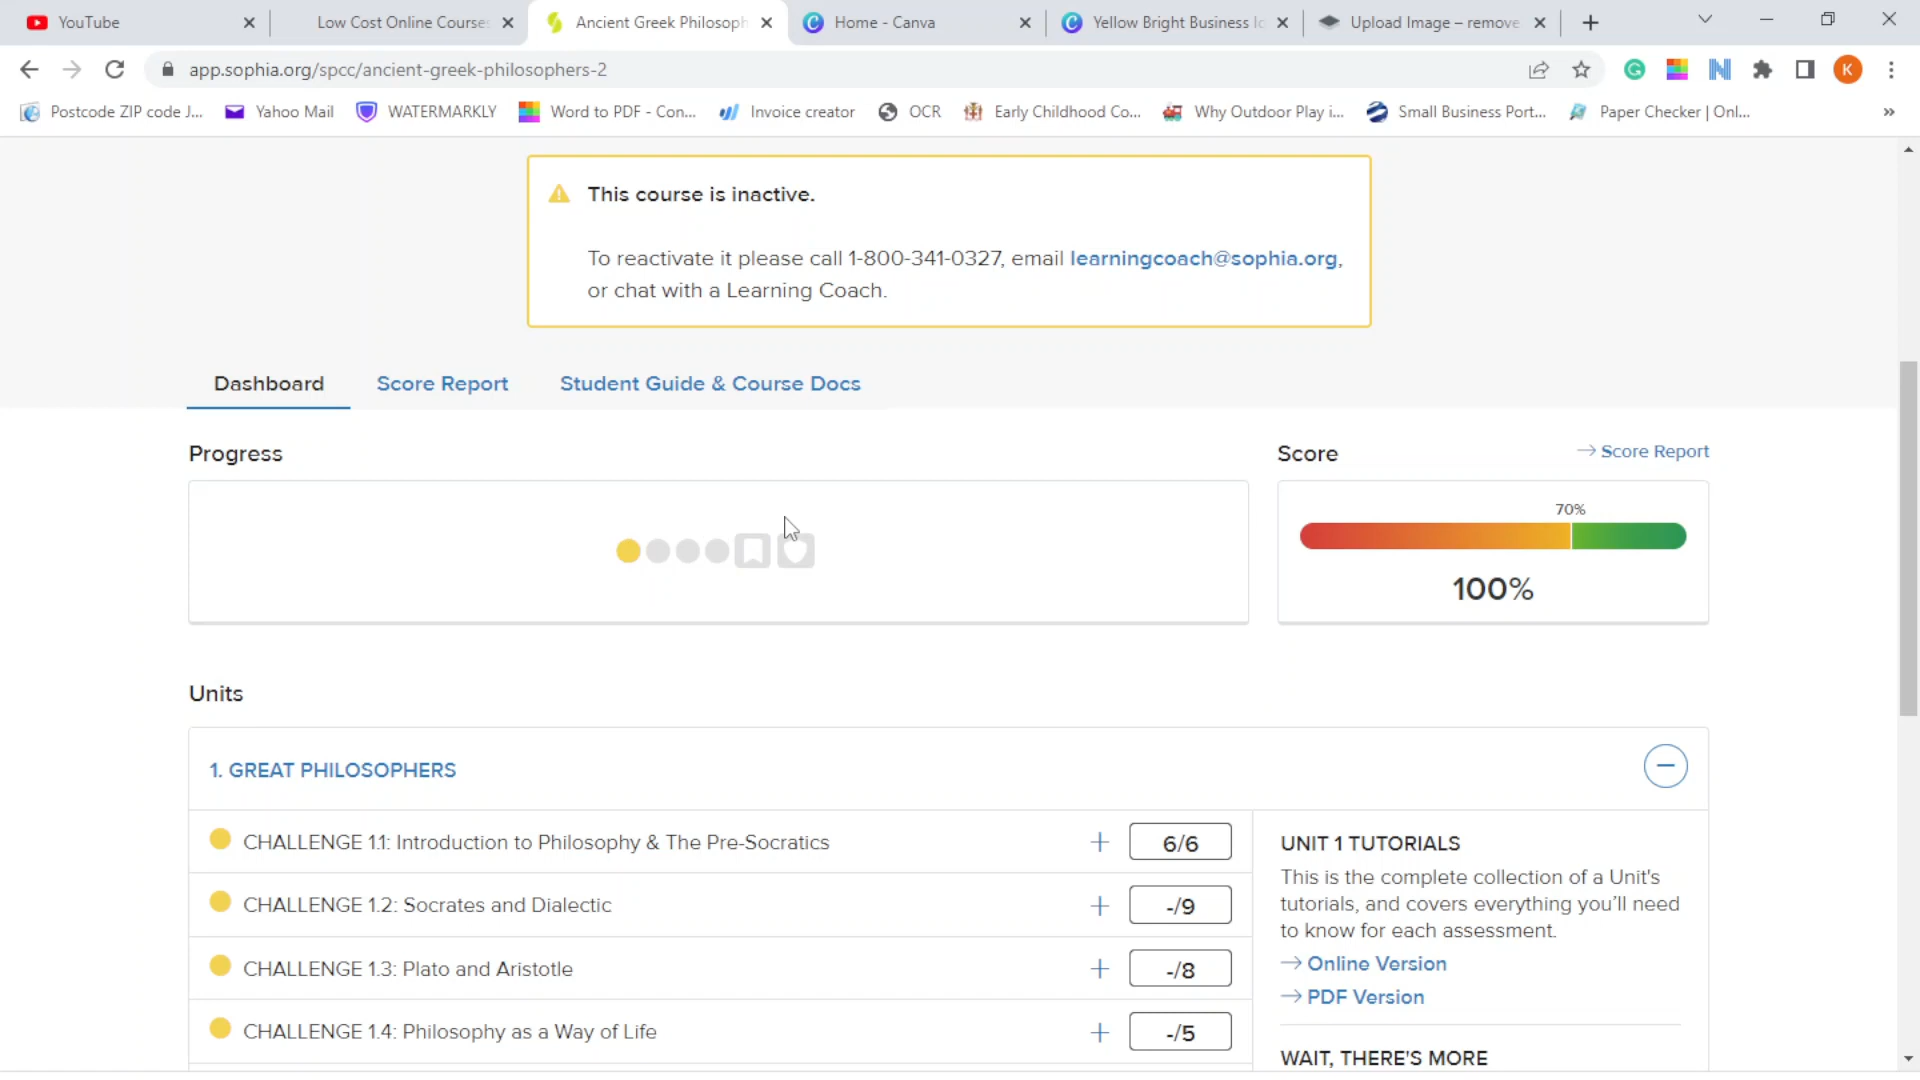 YouTube
Low Cost Online Courses
Ancient Greek Philosoph
Home - Canva
Yellow Bright Business Ic
Upload Image – remove
app.sophia.org/spcc/ancient-greek-philosophers-2
K
Postcode ZIP code J...
Yahoo Mail
WATERMARKLY
Word to PDF - Con...
Invoice creator
OCR
Early Childhood Co...
Why Outdoor Play i...
Small Business Port...
Paper Checker | Onl...
»
This course is inactive.
To reactivate it please call 1-800-341-0327, email learningcoach@sophia.org,
or chat with a Learning Coach.
Dashboard
Score Report
Student Guide & Course Docs
Progress
Score
→ Score Report
70%
100%
Units
1. GREAT PHILOSOPHERS
CHALLENGE 1.1: Introduction to Philosophy & The Pre-Socratics + 6/6
CHALLENGE 1.2: Socrates and Dialectic + -/9
CHALLENGE 1.3: Plato and Aristotle + -/8
CHALLENGE 1.4: Philosophy as a Way of Life + -/5
UNIT 1 TUTORIALS
This is the complete collection of a Unit's
tutorials, and covers everything you'll need
to know for each assessment.
→ Online Version
→ PDF Version
WAIT, THERE'S MORE